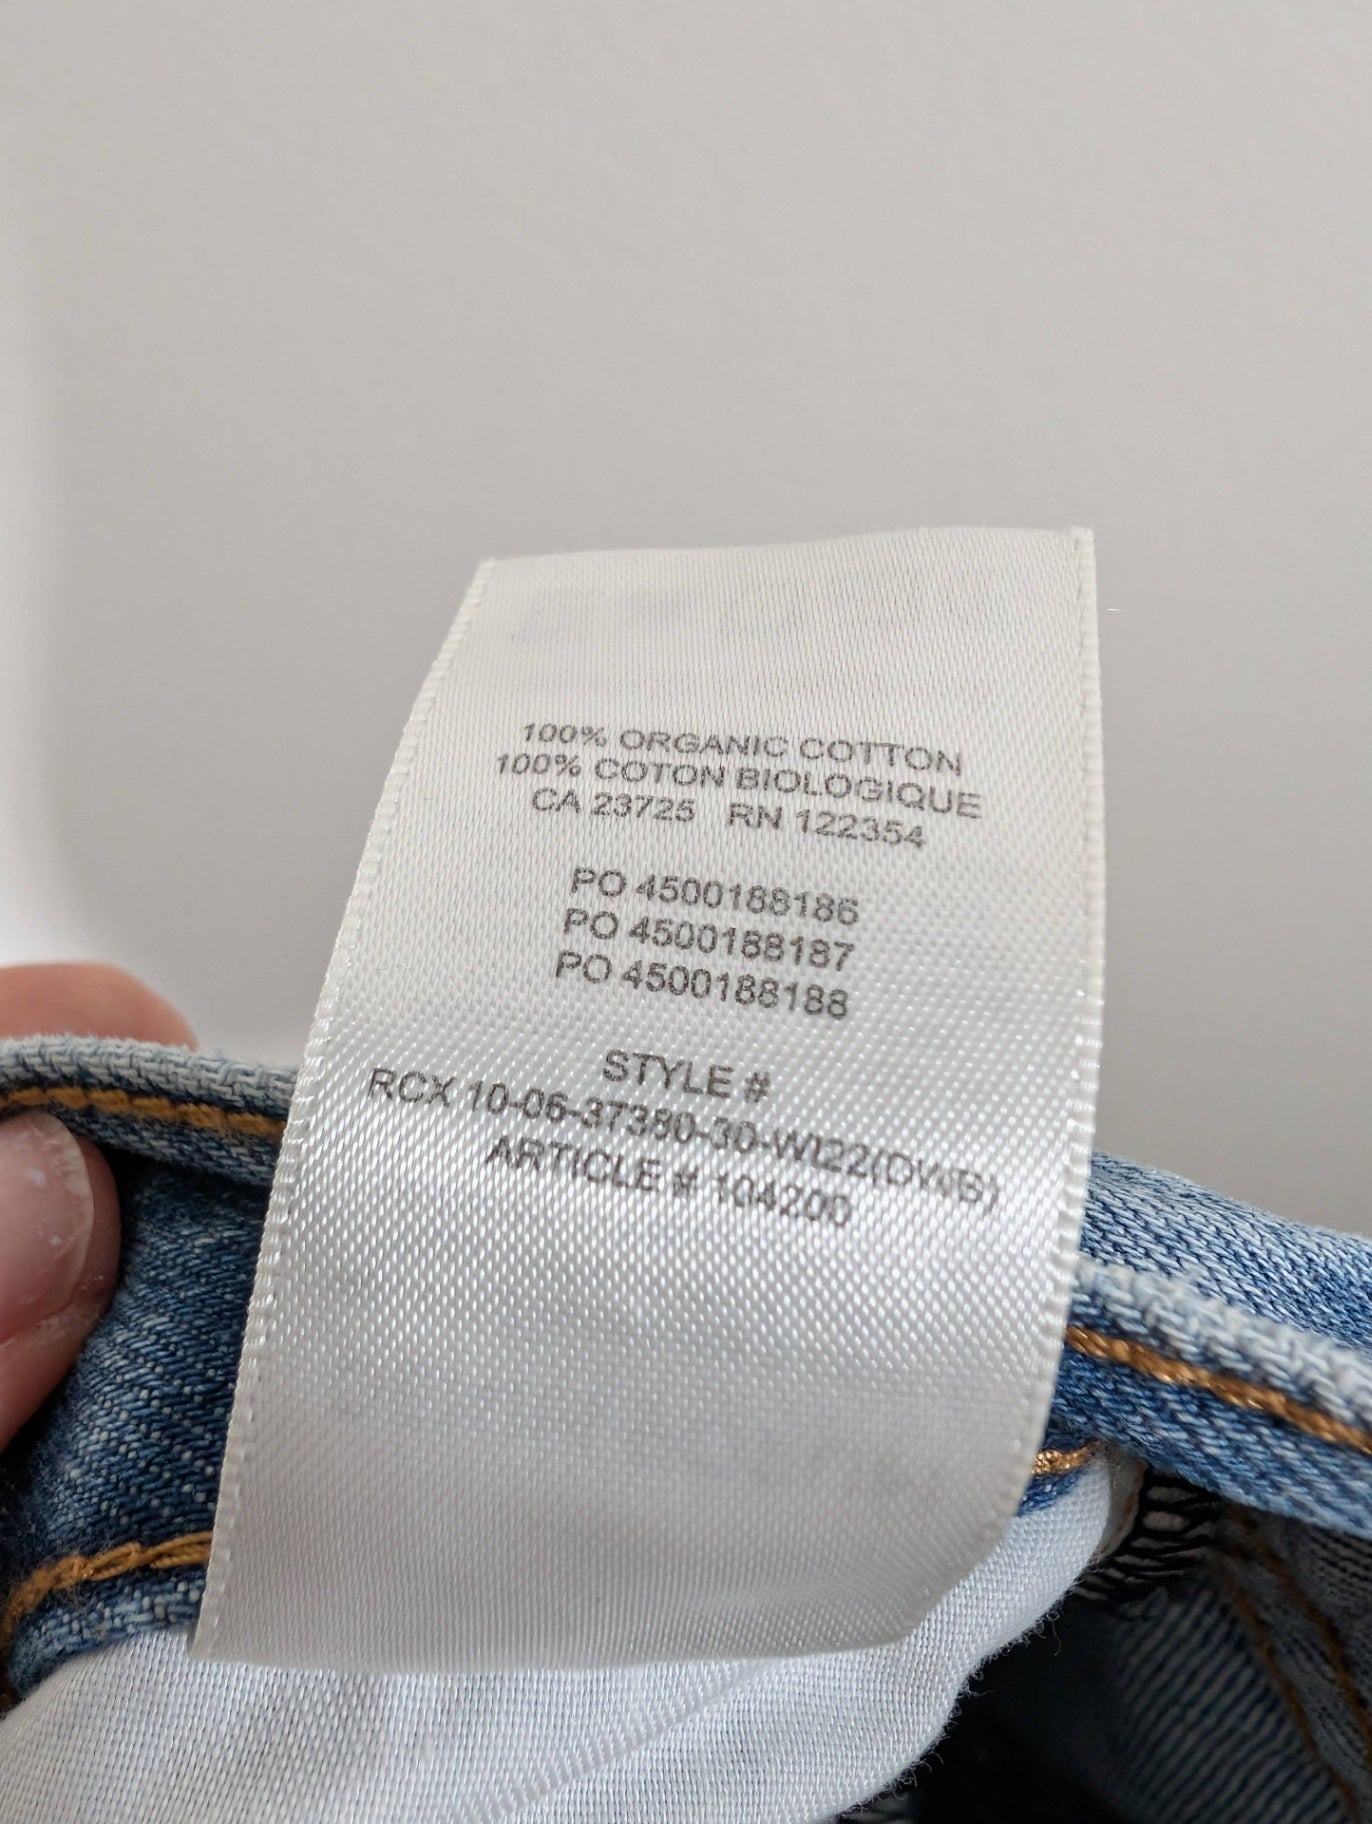 100% ORGANIC COTTON
100% COTON BIOLOGIQUE
CA 23725 RN 122354
PO 4500188186
PO 4500188187
PO 4500188188
STYLE #
RCX 10-06-37380-30-WI22(DWB)
ARTICLE # 104200